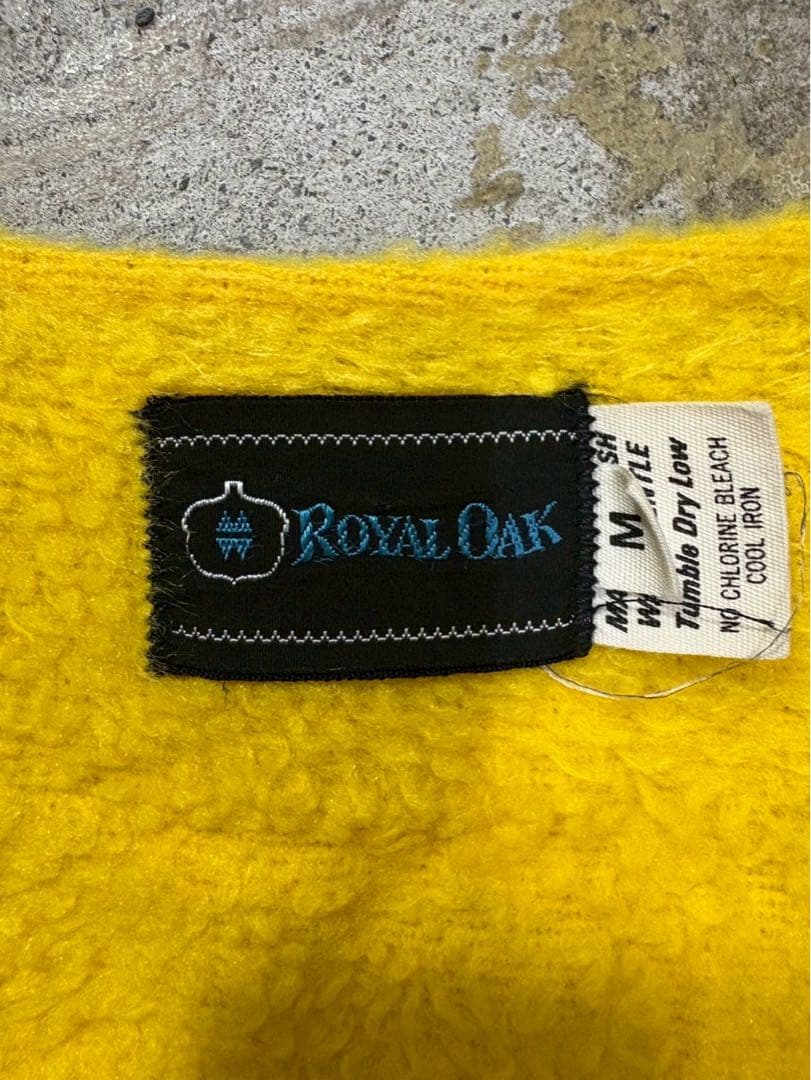 ROYAL OAK
M
Tumble Dry Low
NO CHLORINE BLEACH
COOL IRON